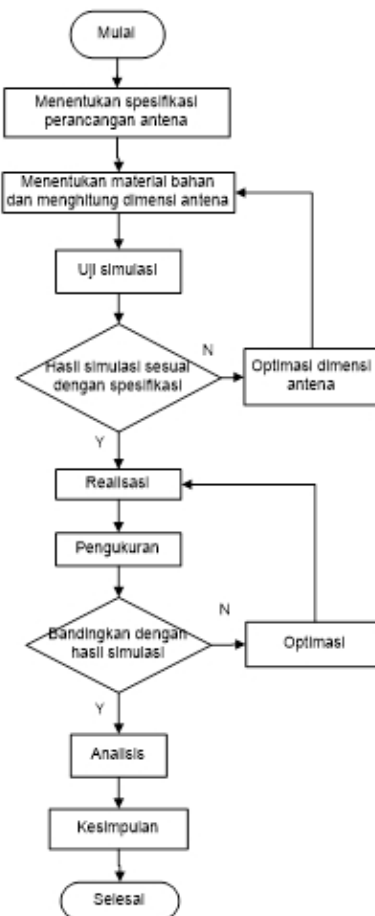 Mulai
Menentukan spesifikasi
perancangan antena
Menentukan material bahan
dan menghitung dimensi antena
Uji simulasi
Hasil simulasi sesuai
dengan spesifikasi
N
Optimasi dimensi
antena
Y
Realisasi
Pengukuran
Bandingkan dengan
hasil simulasi
N
Optimasi
Y
Analisis
Kesimpulan
Selesai